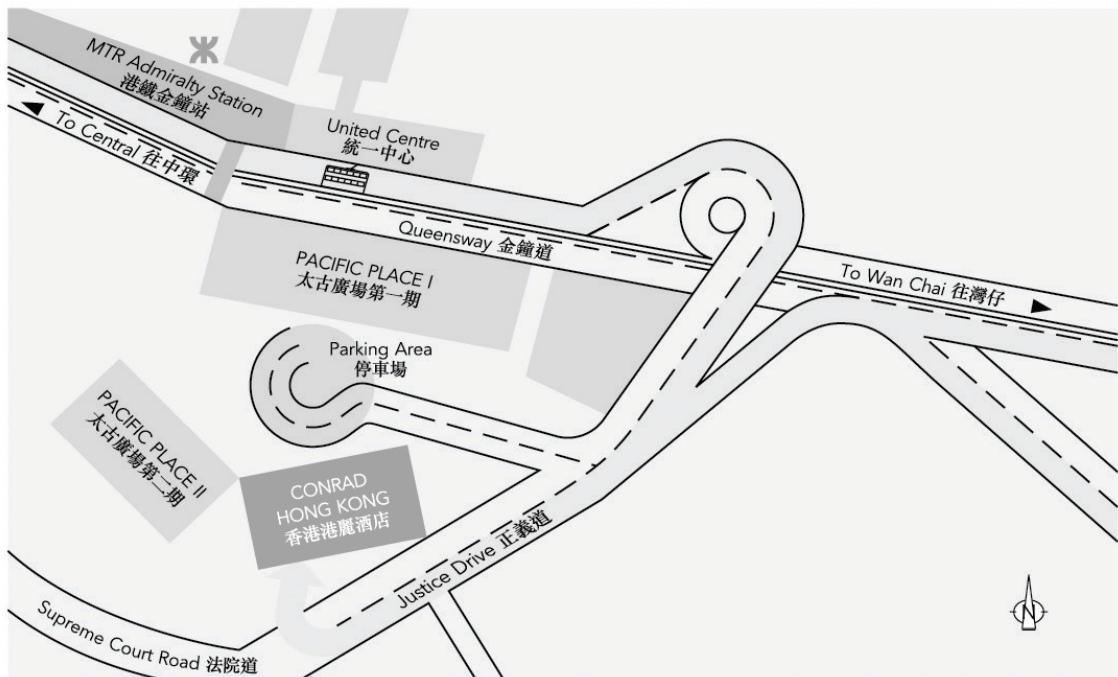 MTR Admiralty Station
港鐵金鐘站
To Central 往中環
United Centre
統一中心
Queensway 金鐘道
To Wan Chai 往灣仔
PACIFIC PLACE I
太古廣場第一期
Parking Area
停車場
PACIFIC PLACE II
太古廣場第二期
CONRAD
HONG KONG
香港港麗酒店
Justice Drive 正義道
Supreme Court Road 法院道
N